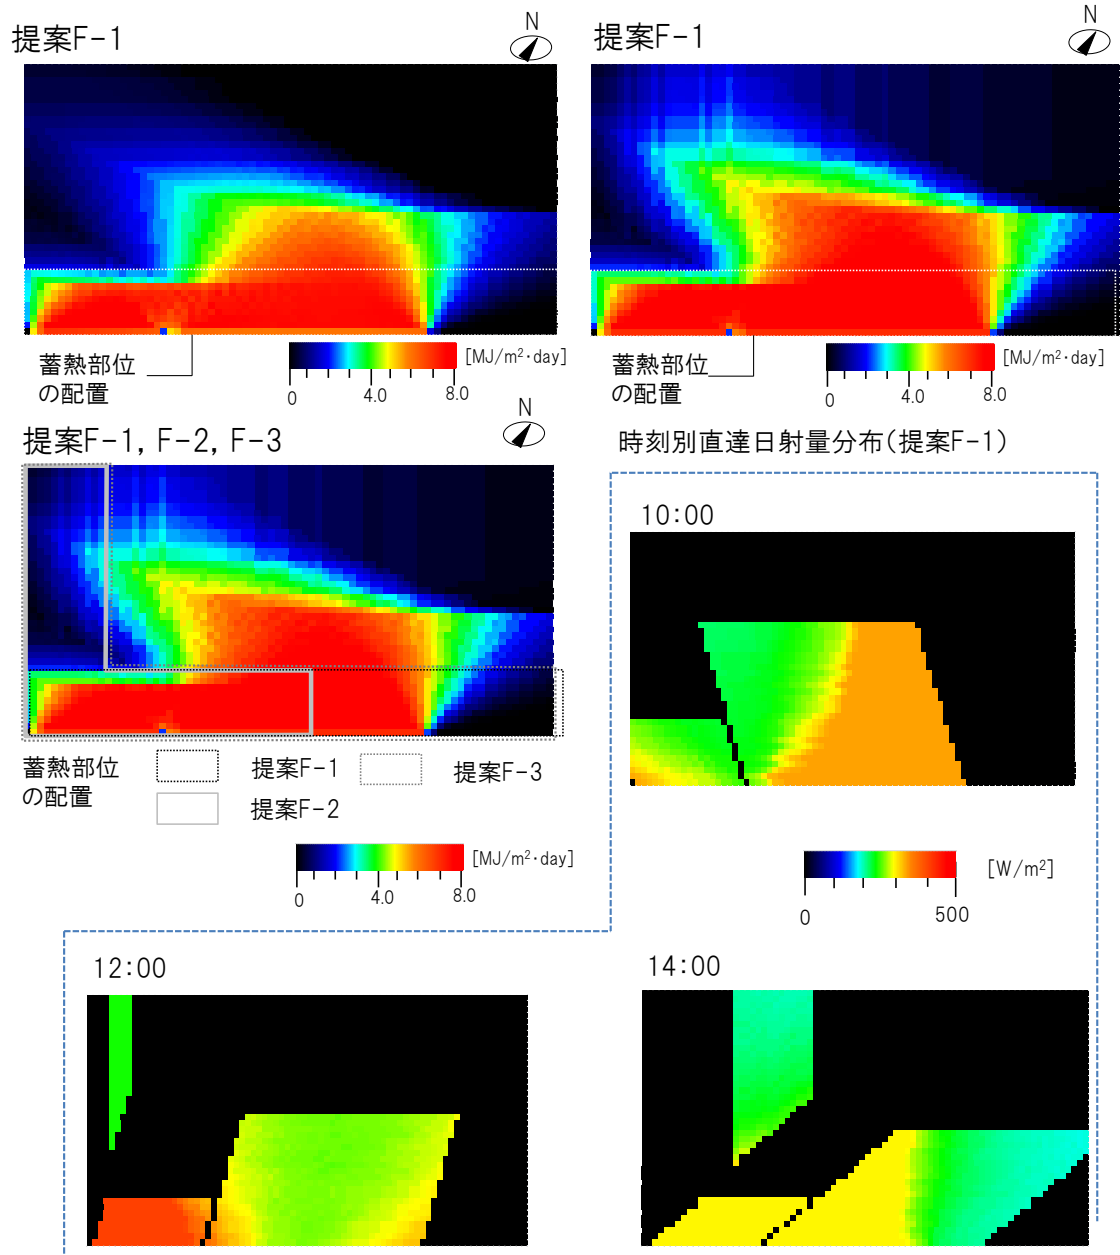 提案F-1
N
提案F-1
N
蓄熱部位
の配置
[MJ/m²·day]
0 4.0 8.0
蓄熱部位
の配置
[MJ/m²·day]
0 4.0 8.0
提案F-1, F-2, F-3
N
時刻別直達日射量分布(提案F-1)
10:00
蓄熱部位
の配置
提案F-1
提案F-3
提案F-2
[MJ/m²·day]
0 4.0 8.0
[W/m²]
0 500
12:00
14:00